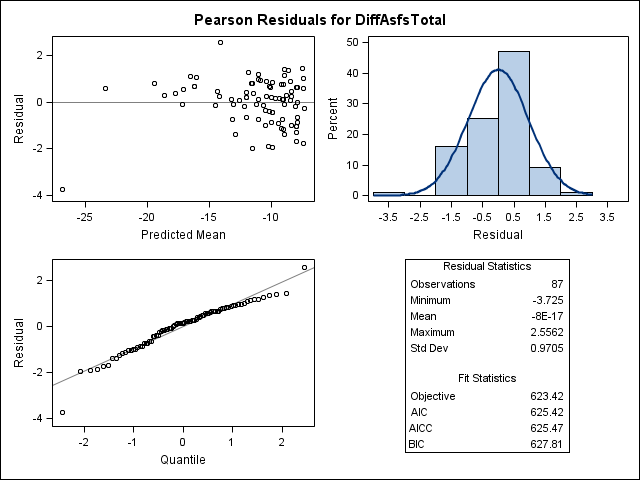 Pearson Residuals for DiffAsfsTotal
2
0
-2
-4
Residual
-25
-20
-15
-10
Predicted Mean
50
40
30
20
10
0
Percent
-3.5
-2.5
-1.5
-0.5
0.5
1.5
2.5
3.5
Residual
2
0
-2
-4
Residual
-2
-1
0
1
2
Quantile
Residual Statistics
Observations 87
Minimum -3.725
Mean -8E-17
Maximum 2.5562
Std Dev 0.9705
Fit Statistics
Objective 623.42
AIC 625.42
AICC 625.47
BIC 627.81